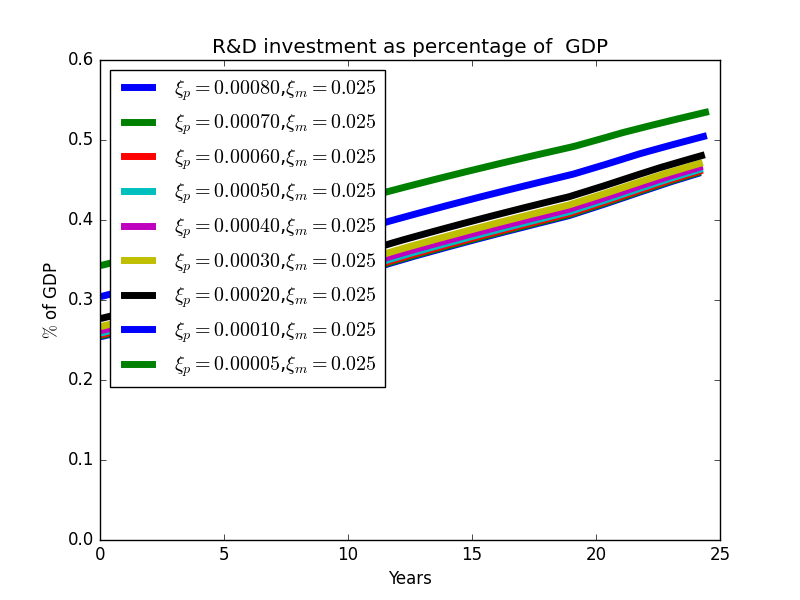 R&D investment as percentage of GDP
0.6
0.5
0.4
0.3
0.2
0.1
0.0
% of GDP
ξp = 0.00080,ξm = 0.025
ξp = 0.00070,ξm = 0.025
ξp = 0.00060,ξm = 0.025
ξp = 0.00050,ξm = 0.025
ξp = 0.00040,ξm = 0.025
ξp = 0.00030,ξm = 0.025
ξp = 0.00020,ξm = 0.025
ξp = 0.00010,ξm = 0.025
ξp = 0.00005,ξm = 0.025
0 5 10 15 20 25
Years